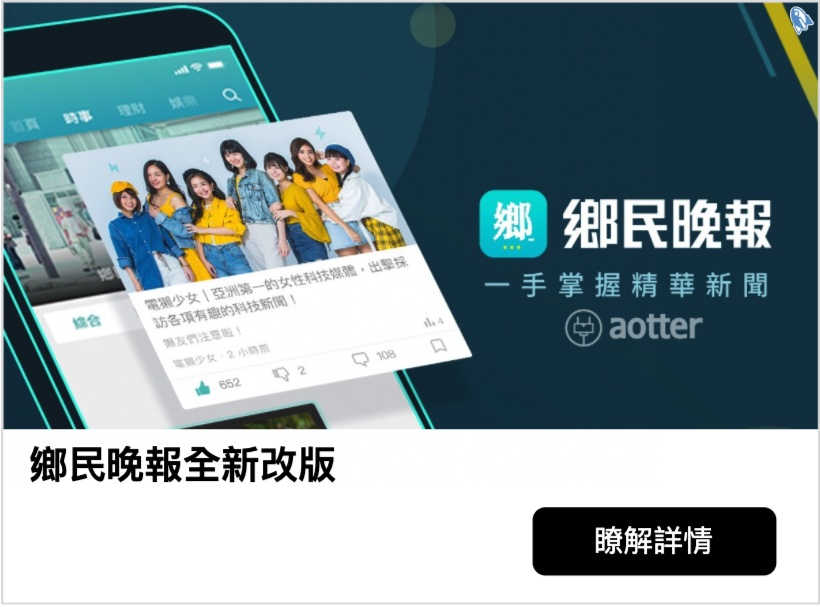 首頁 時事 理財 娛樂
電獺少女|亞洲第一的女性科技媒體,出擊採
訪各項有趣的科技新聞!
獺友們注意啦!
電獺少女・2 小時前
4
652 2 108
綜合
鄉
鄉民晚報
一手掌握精華新聞
aotter
鄉民晚報全新改版
瞭解詳情